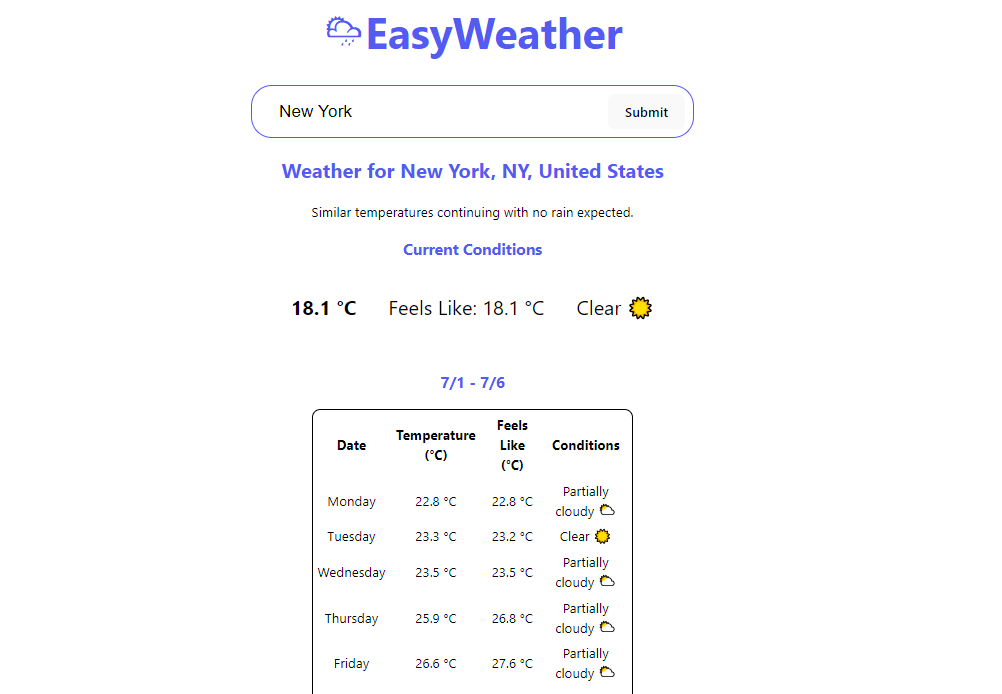 EasyWeather
New York
Submit
Weather for New York, NY, United States
Similar temperatures continuing with no rain expected.
Current Conditions
18.1 °C Feels Like: 18.1 °C Clear
7/1 - 7/6
Date Temperature (°C) Feels Like (°C) Conditions
Monday 22.8 °C 22.8 °C Partially cloudy
Tuesday 23.3 °C 23.2 °C Clear
Wednesday 23.5 °C 23.5 °C Partially cloudy
Thursday 25.9 °C 26.8 °C Partially cloudy
Friday 26.6 °C 27.6 °C Partially cloudy